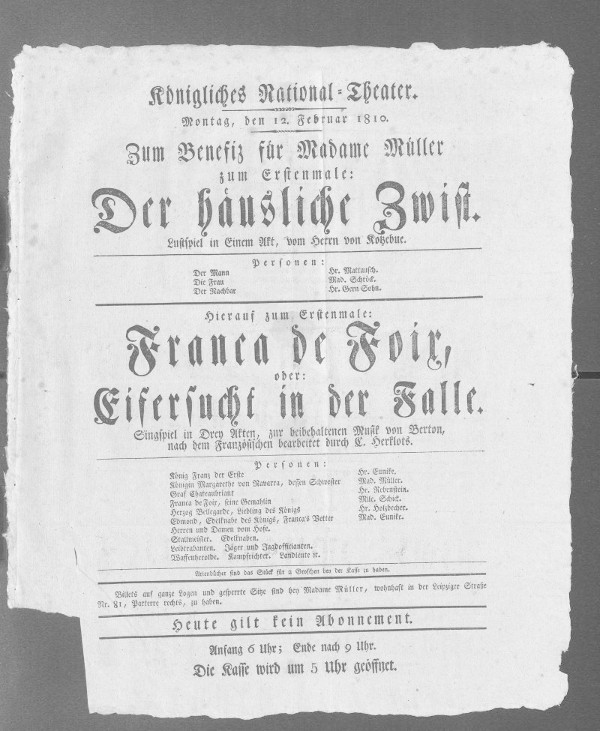 Königliches National-Theater.
Montag, den 12. Februar 1810.
Zum Benefiz für Madame Müller
zum Erstenmale:
Der häusliche Zwist.
Lustspiel in Einem Akt, vom Herrn von Kotzebue.
Personen:
Der Mann Hr. Mattausch.
Die Frau Mad. Schröck.
Der Nachbar Hr. Gern Sohn.
Hierauf zum Erstenmale:
Franca de Foix,
oder:
Eifersucht in der Falle.
Singspiel in Drey Akten, zur beibehaltenen Musik von Berton,
nach dem Französischen bearbeitet durch C. Herklots.
Personen:
König Franz der Erste Hr. Eunike.
Königin Margarethe von Navarra, dessen Schwester Mad. Müller.
Graf Chateaubriant Hr. Rebenstein.
Franca de Foix, seine Gemahlin Mlle. Schick.
Herzog Bellegarde, Liebling des Königs Hr. Holzbecher.
Edmond, Edelknabe des Königs, Franca's Vetter Mad. Eunike.
Herren und Damen vom Hofe.
Stallmeister. Edelknaben.
Leibtrabanten. Jäger und Jagdofficianten.
Waffenherolde. Kampfrichter. Landleute ꝛc.
Arienbücher sind das Stück für 2 Groschen bey der Kasse zu haben.
Billets auf ganze Logen und gesperrte Sitze sind bey Madame Müller, wohnhaft in der Leipziger Straße
Nr. 81, Parterre rechts, zu haben.
Heute gilt kein Abonnement.
Anfang 6 Uhr; Ende nach 9 Uhr.
Die Kasse wird um 5 Uhr geöffnet.